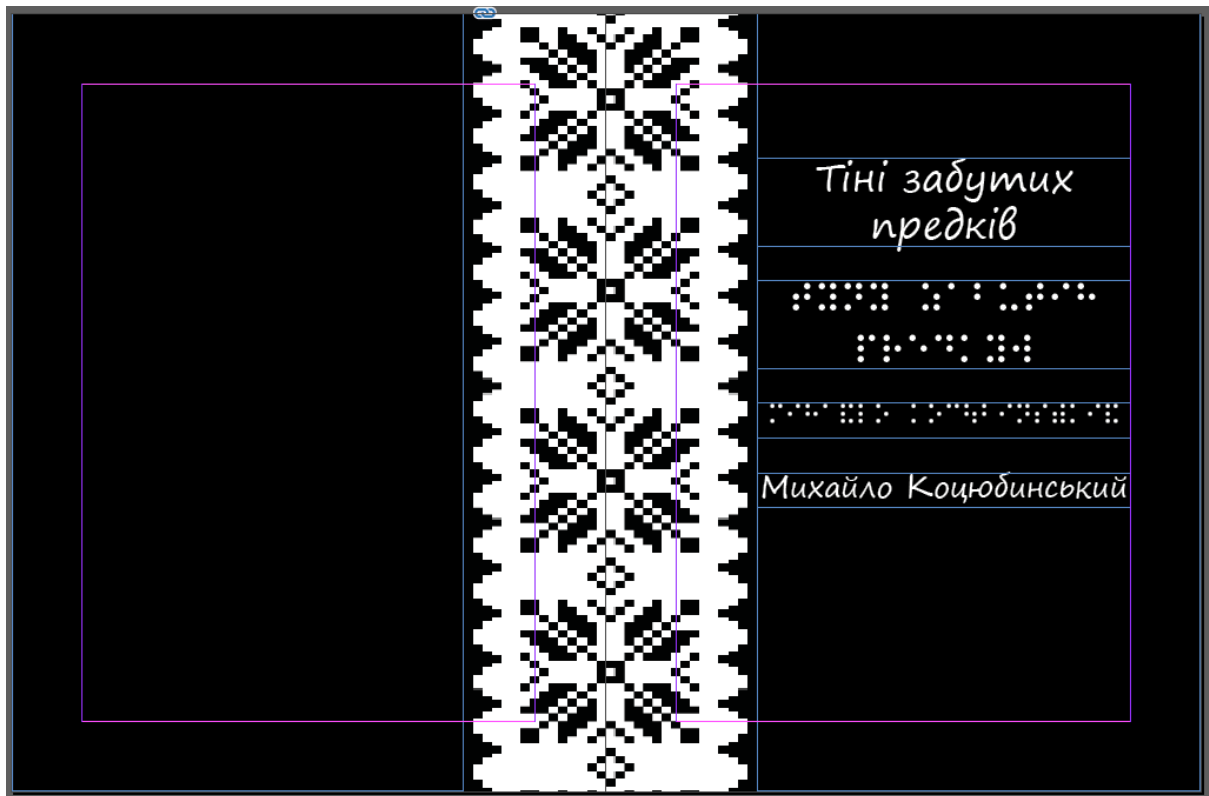 Тіні забутих
предків
⠞⠽⠝⠽ ⠵⠁⠃⠥⠞⠊⠓
⠏⠗⠑⠙⠅⠽⠺
Михайло Коцюбинський